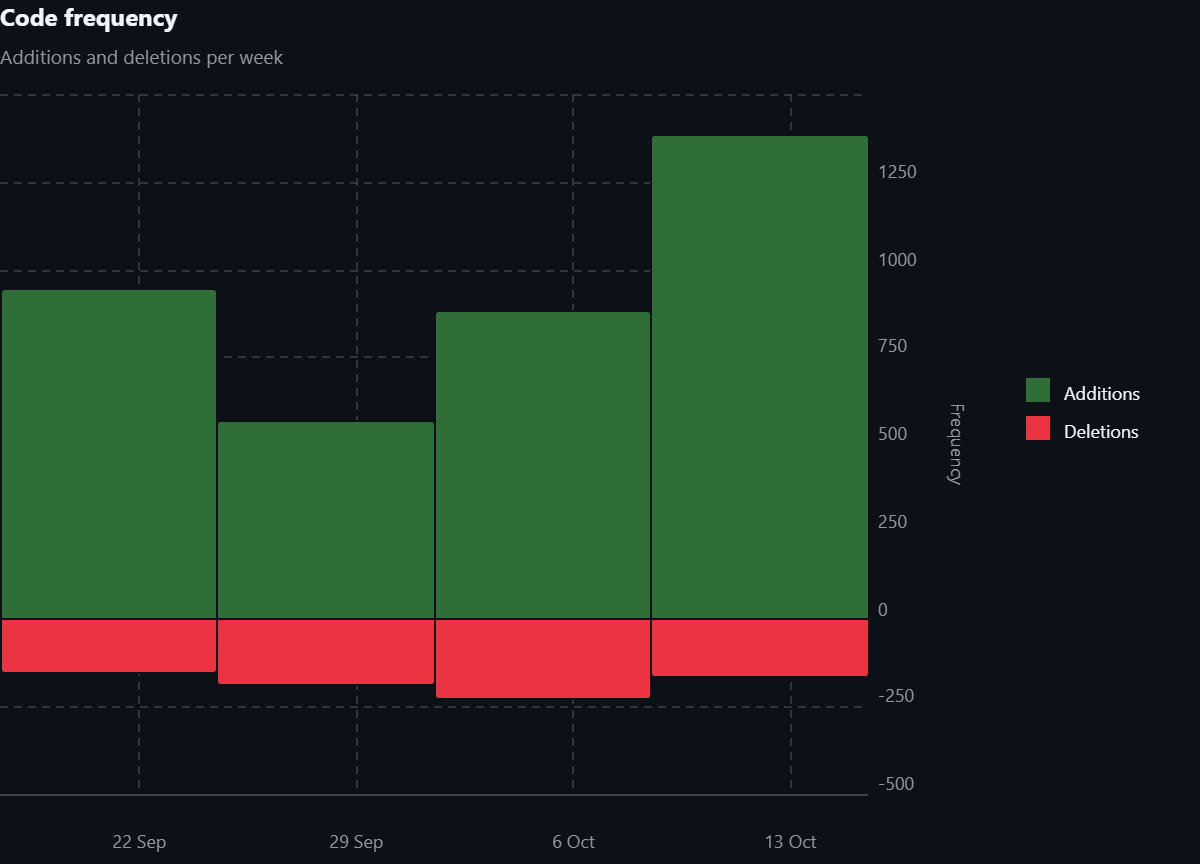 Code frequency
Additions and deletions per week
1250
1000
750
500
250
0
-250
-500
Frequency
Additions
Deletions
22 Sep
29 Sep
6 Oct
13 Oct